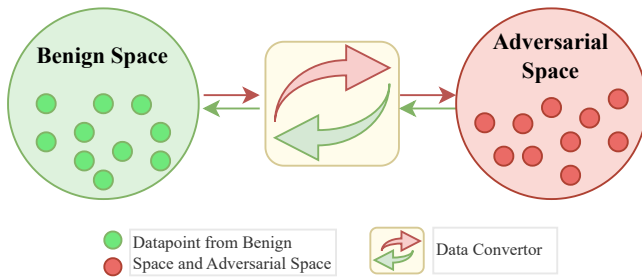 Benign Space
Adversarial
Space
Datapoint from Benign
Space and Adversarial Space
Data Convertor